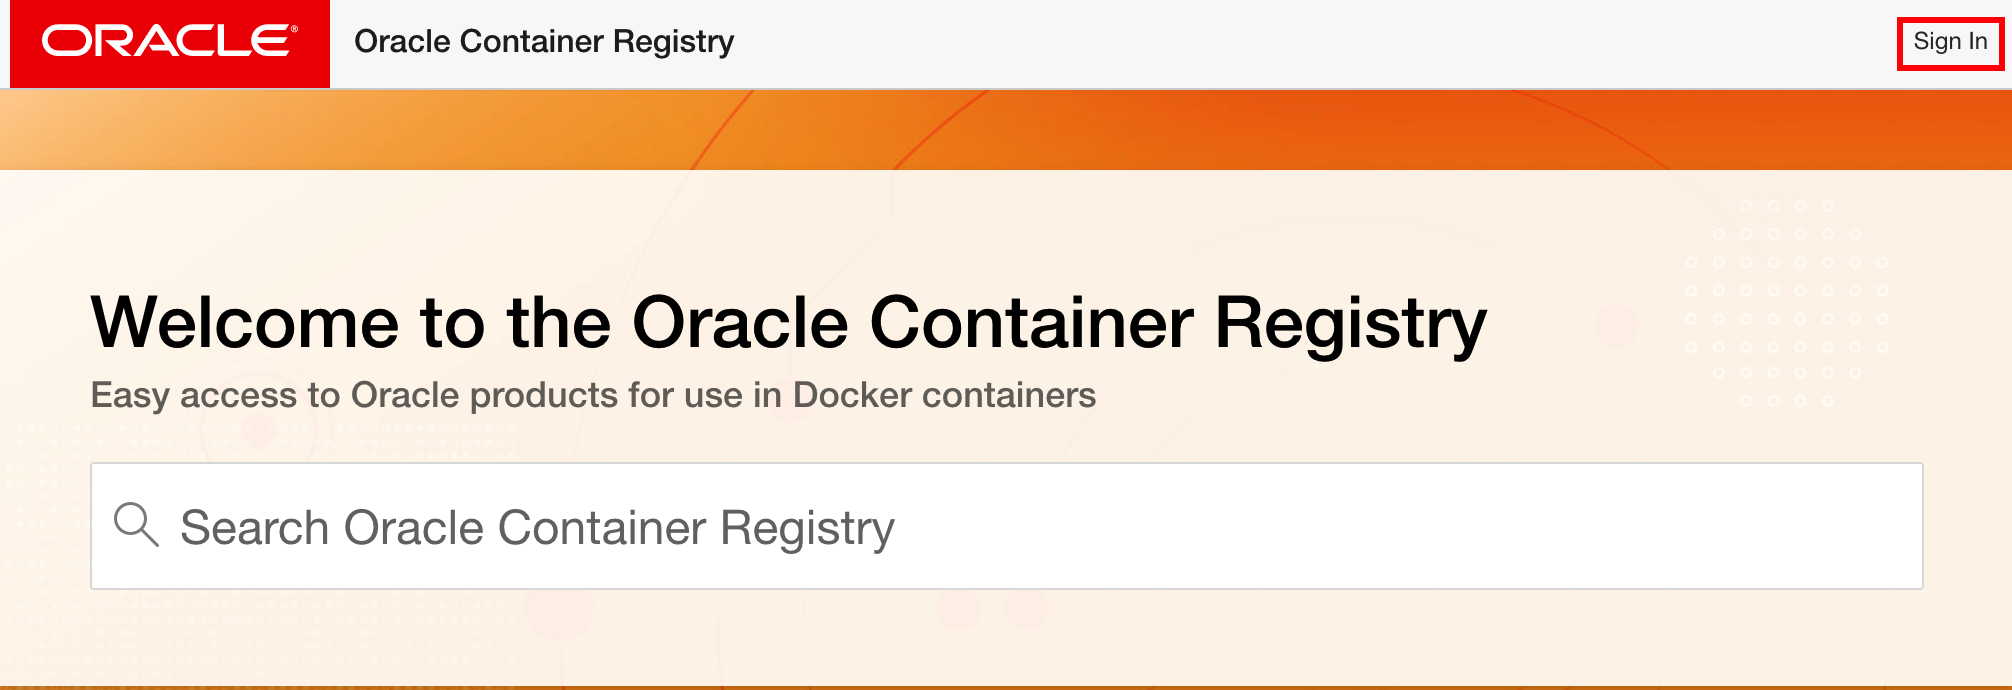 ORACLE®
Oracle Container Registry
Sign In
Welcome to the Oracle Container Registry
Easy access to Oracle products for use in Docker containers
Search Oracle Container Registry